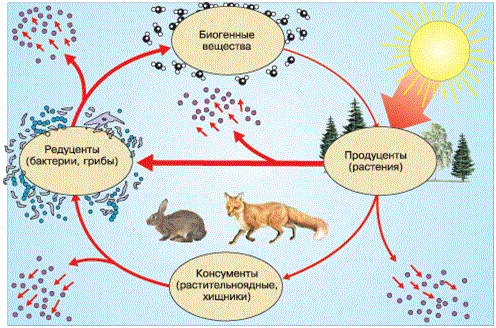 Биогенные
вещества
Редуценты
(бактерии, грибы)
Продуценты
(растения)
Консументы
(растительноядные,
хищники)